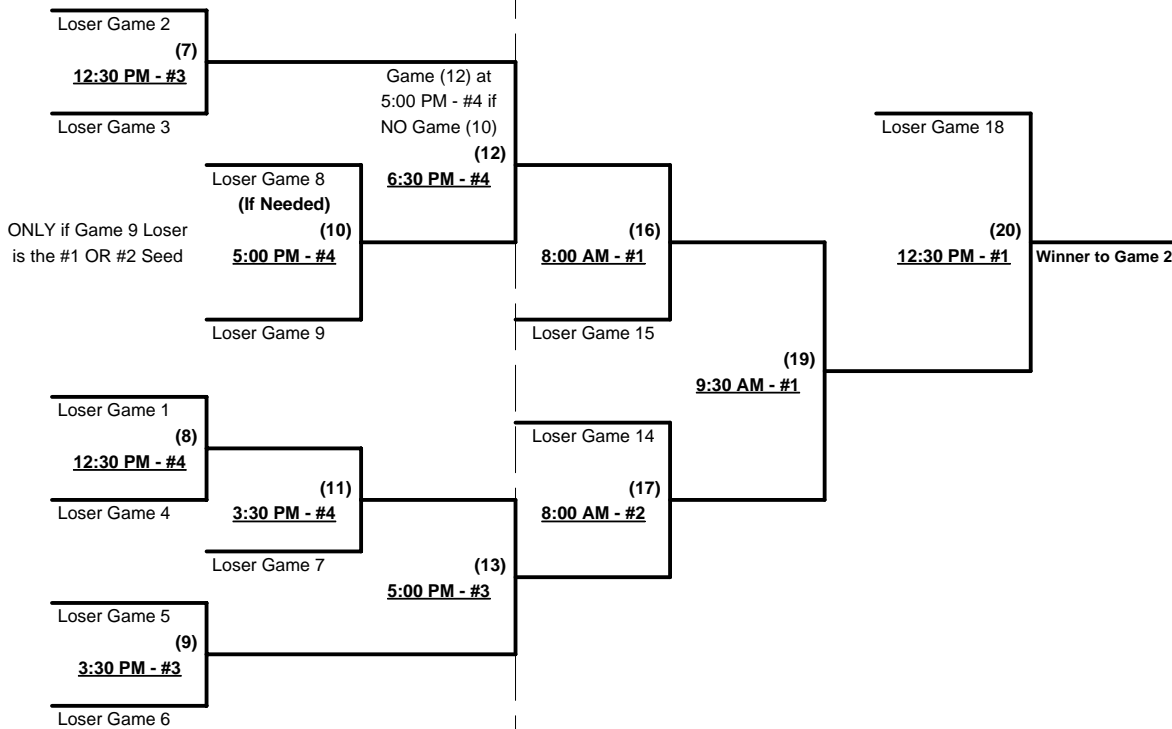 Loser Game 2
(7)
12:30 PM - #3
Loser Game 3
Game (12) at
5:00 PM - #4 if
NO Game (10)
(12)
6:30 PM - #4
Loser Game 8
(If Needed)
(10)
5:00 PM - #4
Loser Game 9
ONLY if Game 9 Loser
is the #1 OR #2 Seed
(16)
8:00 AM - #1
Loser Game 15
Loser Game 18
(20)
12:30 PM - #1
Winner to Game 2
(19)
9:30 AM - #1
Loser Game 1
(8)
12:30 PM - #4
Loser Game 4
(11)
3:30 PM - #4
Loser Game 7
Loser Game 14
(17)
8:00 AM - #2
(13)
5:00 PM - #3
Loser Game 5
(9)
3:30 PM - #3
Loser Game 6